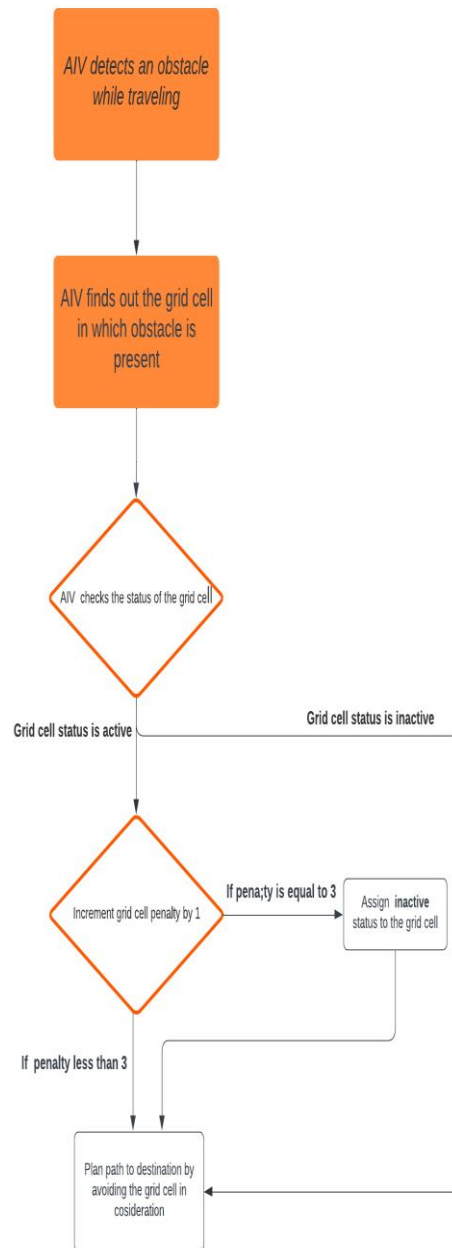 AIV detects an obstacle
while traveling
AIV finds out the grid cell
in which obstacle is
present
AIV checks the status of the grid cell
Grid cell status is active
Grid cell status is inactive
Increment grid cell penalty by 1
If pena;ty is equal to 3
Assign inactive
status to the grid cell
If penalty less than 3
Plan path to destination by
avoiding the grid cell in
cosideration